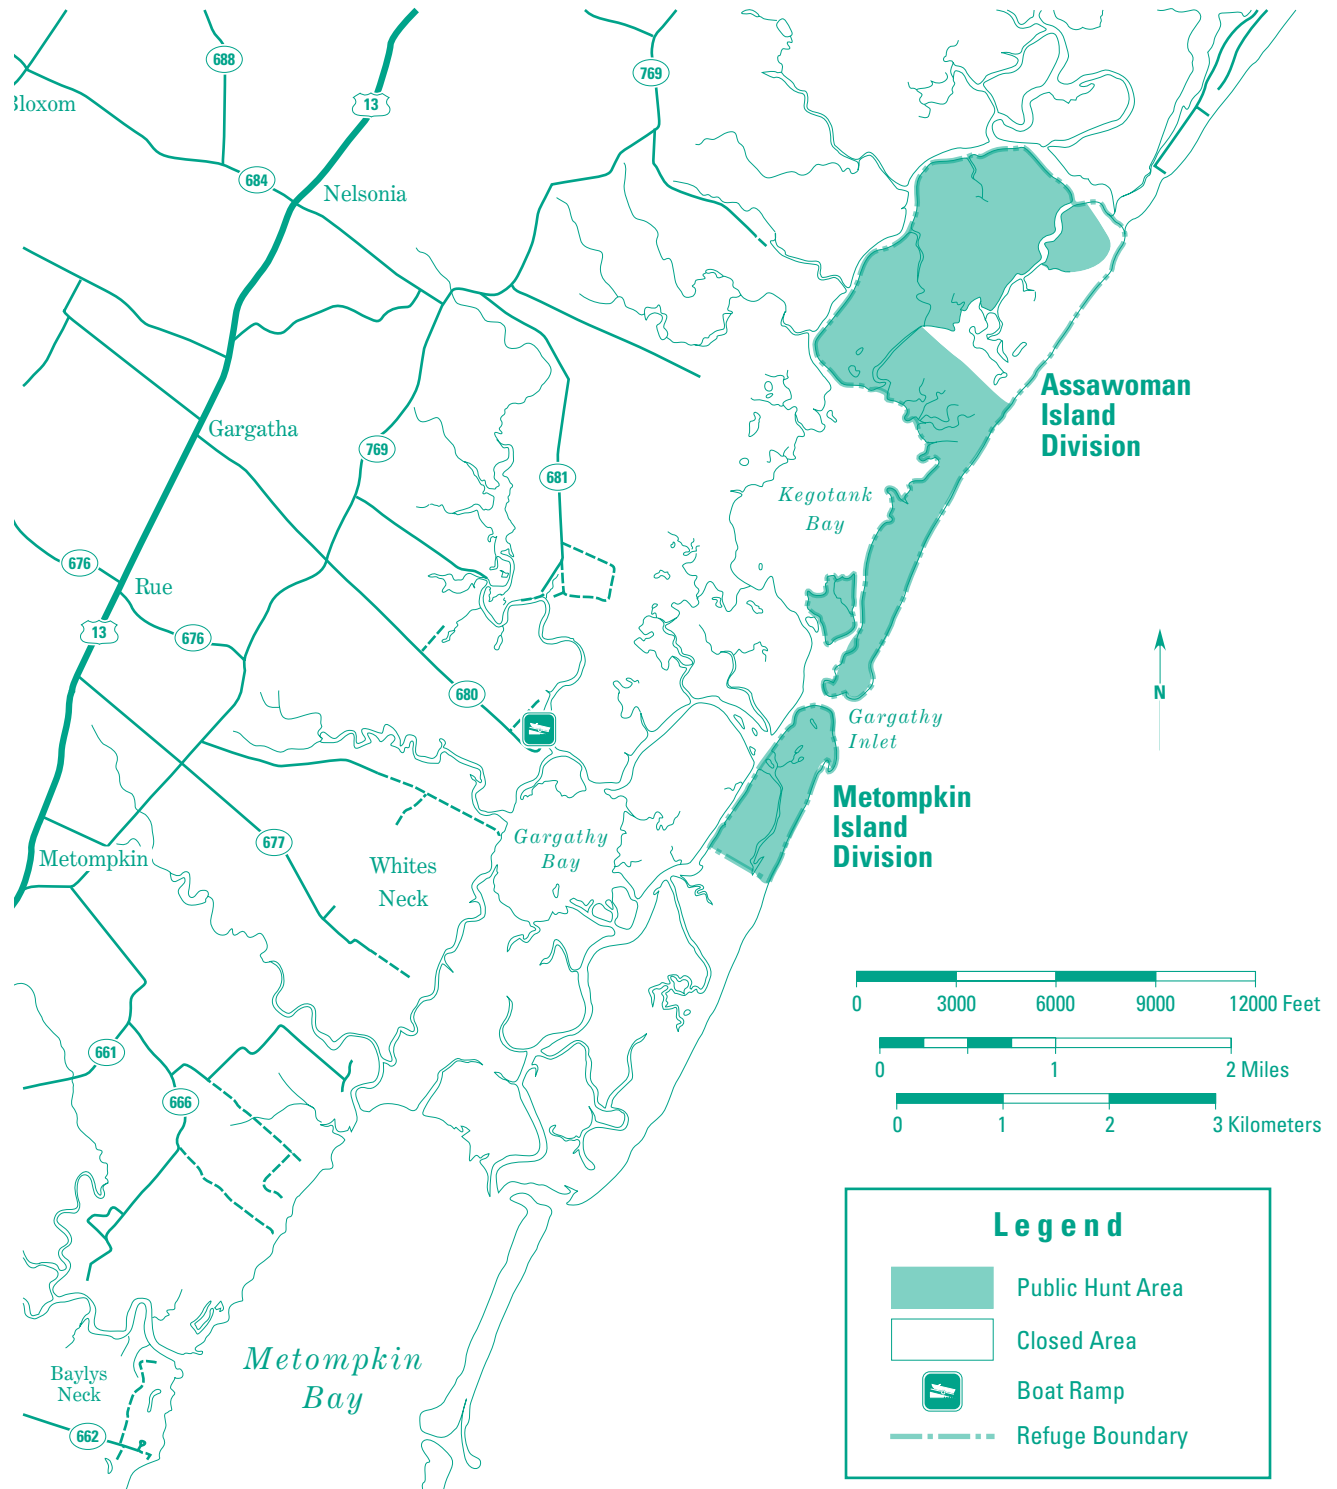 688
13
769
Bloxom
684
Nelsonia
Assawoman
Island
Division
Gargatha
769
681
Kegotank
Bay
676
Rue
13
676
680
N
Gargathy
Inlet
Metompkin
Island
Division
677
Metompkin
Whites
Neck
Gargathy
Bay
0 3000 6000 9000 12000 Feet
661
0 1 2 Miles
666
0 1 2 3 Kilometers
Legend
Public Hunt Area
Closed Area
Boat Ramp
Refuge Boundary
Metompkin
Bay
Baylys
Neck
662